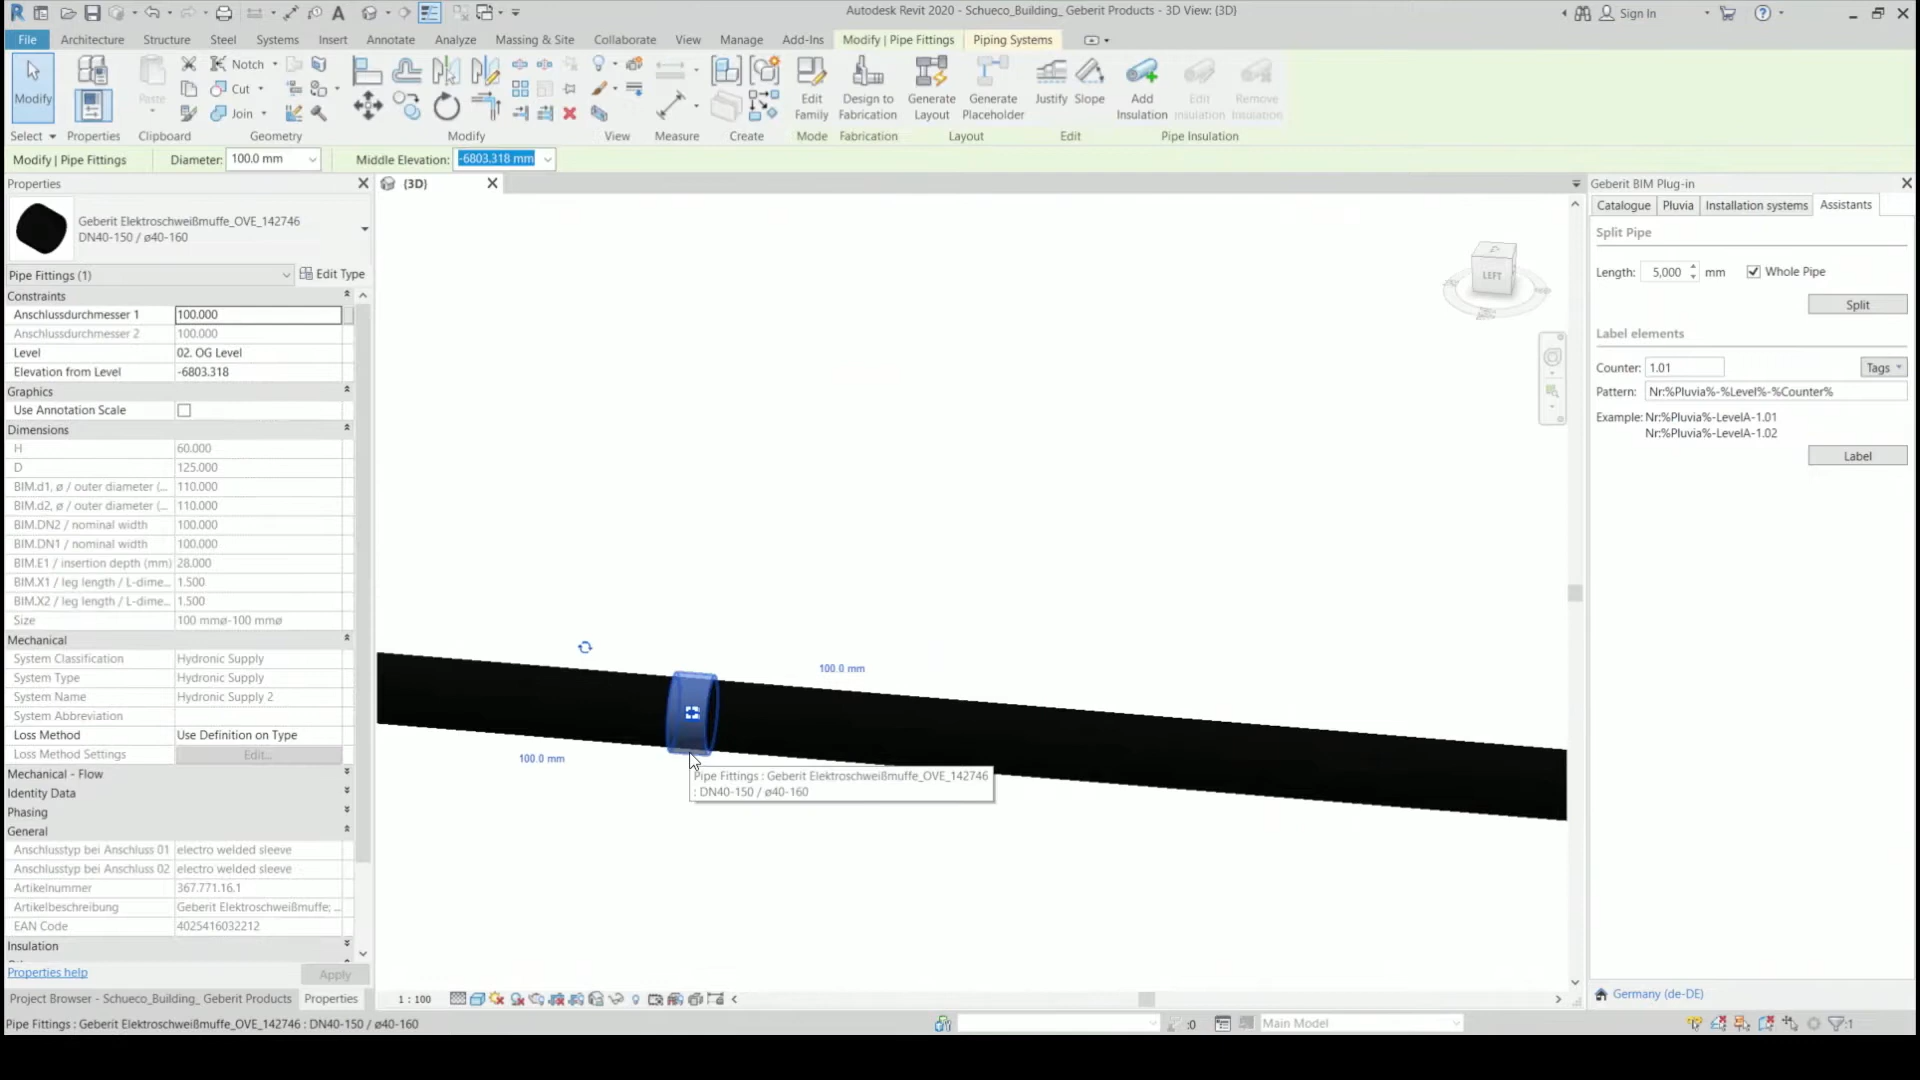 Autodesk Revit 2020 - Schueco_Building_ Geberit Products - 3D View: {3D}
Sign In
File Architecture Structure Steel Systems Insert Annotate Analyze Massing & Site Collaborate View Manage Add-Ins Modify | Pipe Fittings Piping Systems
Modify
Paste
Notch
Cut
Join
Edit Family
Design to Fabrication
Generate Layout
Generate Placeholder
Justify
Slope
Add Insulation
Edit Insulation
Remove Insulation
Select Properties Clipboard Geometry Modify View Measure Create Mode Fabrication Layout Edit Pipe Insulation
Modify | Pipe Fittings Diameter: 100.0 mm Middle Elevation: -6803.318 mm
Properties
Geberit Elektroschweißmuffe_OVE_142746
DN40-150 / ø40-160
Pipe Fittings (1) Edit Type
Constraints
Anschlussdurchmesser 1 100.000
Anschlussdurchmesser 2 100.000
Level 02. OG Level
Elevation from Level -6803.318
Graphics
Use Annotation Scale
Dimensions
H 60.000
D 125.000
BIM.d1, ø / outer diameter (... 110.000
BIM.d2, ø / outer diameter (... 110.000
BIM.DN2 / nominal width 100.000
BIM.DN1 / nominal width 100.000
BIM.E1 / insertion depth (mm) 28.000
BIM.X1 / leg length / L-dime... 1.500
BIM.X2 / leg length / L-dime... 1.500
Size 100 mmø-100 mmø
Mechanical
System Classification Hydronic Supply
System Type Hydronic Supply
System Name Hydronic Supply 2
System Abbreviation
Loss Method Use Definition on Type
Loss Method Settings Edit...
Mechanical - Flow
Identity Data
Phasing
General
Anschlusstyp bei Anschluss 01 electro welded sleeve
Anschlusstyp bei Anschluss 02 electro welded sleeve
Artikelnummer 367.771.16.1
Artikelbeschreibung Geberit Elektroschweißmuffe; ...
EAN Code 4025416032212
Insulation
Properties help Apply
Project Browser - Schueco_Building_ Geberit Products Properties
{3D}
LEFT
100.0 mm
100.0 mm
Pipe Fittings : Geberit Elektroschweißmuffe_OVE_142746
: DN40-150 / ø40-160
1 : 100
Geberit BIM Plug-in
Catalogue Pluvia Installation systems Assistants
Split Pipe
Length: 5,000 mm Whole Pipe
Split
Label elements
Counter: 1.01 Tags
Pattern: Nr:%Pluvia%-%Level%-%Counter%
Example: Nr:%Pluvia%-LevelA-1.01
Nr:%Pluvia%-LevelA-1.02
Label
Germany (de-DE)
Pipe Fittings : Geberit Elektroschweißmuffe_OVE_142746 : DN40-150 / ø40-160
:0 Main Model :1